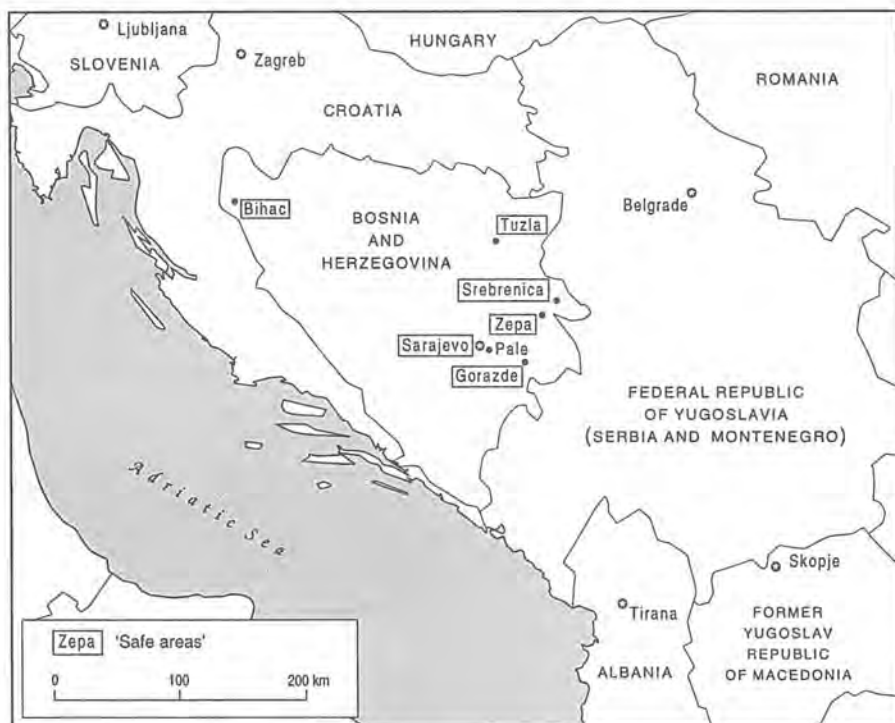 Ljubljana
SLOVENIA
Zagreb
HUNGARY
ROMANIA
CROATIA
Bihac
BOSNIA
AND
HERZEGOVINA
Tuzla
Belgrade
Srebrenica
Zepa
Sarajevo
Pale
Gorazde
FEDERAL REPUBLIC
OF YUGOSLAVIA
(SERBIA AND MONTENEGRO)
Adriatic Sea
Skopje
Tirana
FORMER
YUGOSLAV
REPUBLIC
OF MACEDONIA
ALBANIA
Zepa 'Safe areas'
0 100 200 km